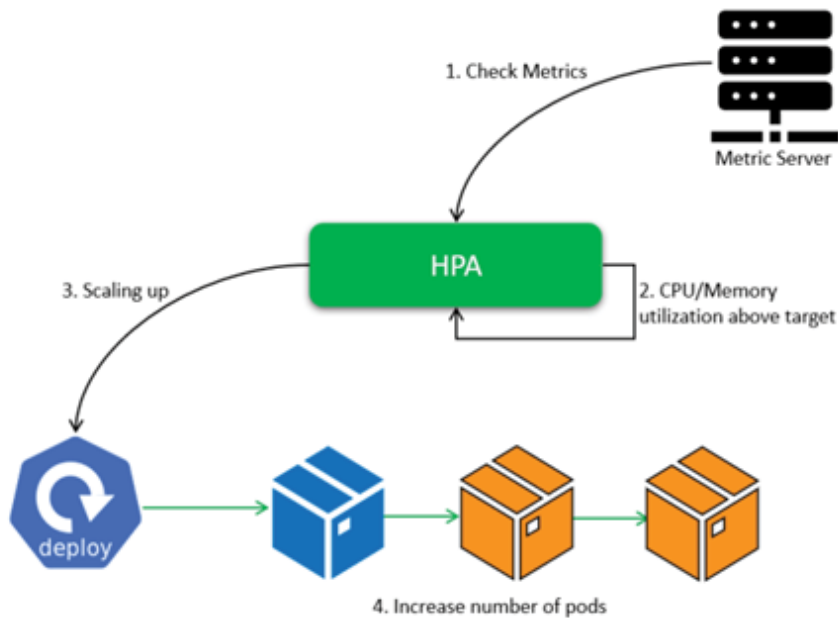 1. Check Metrics
Metric Server
HPA
2. CPU/Memory
utilization above target
3. Scaling up
deploy
4. Increase number of pods